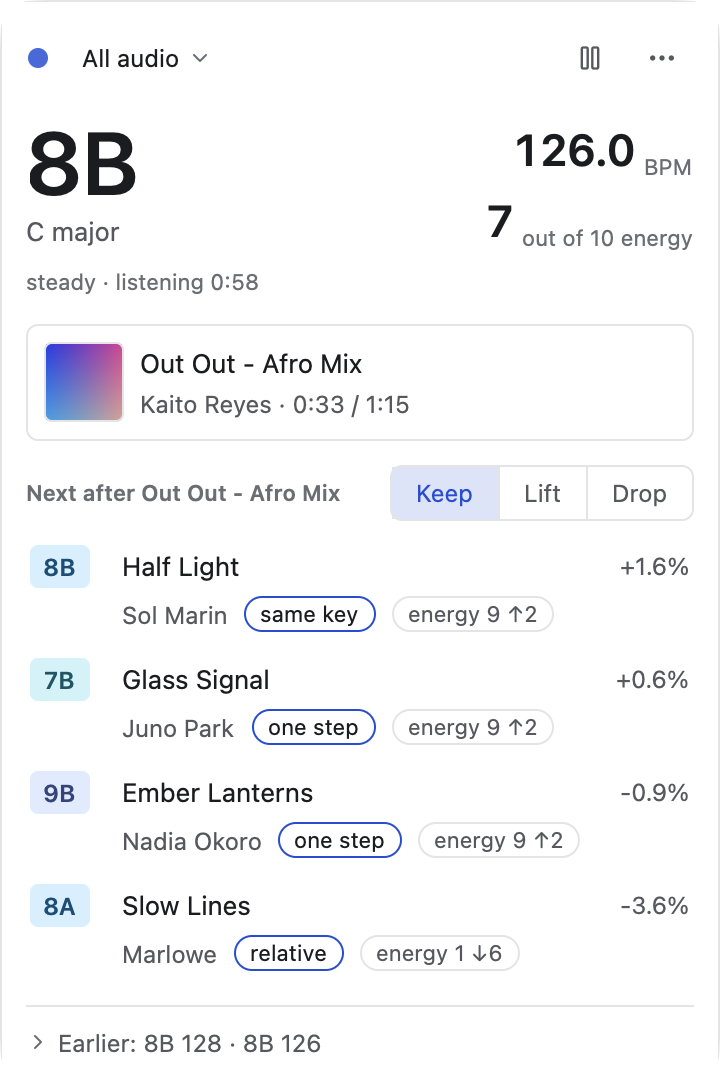 All audio
8B
126.0 BPM
C major
7 out of 10 energy
steady · listening 0:58
Out Out - Afro Mix
Kaito Reyes · 0:33 / 1:15
Next after Out Out - Afro Mix
Keep Lift Drop
8B Half Light +1.6%
Sol Marin same key energy 9 ↑2
7B Glass Signal +0.6%
Juno Park one step energy 9 ↑2
9B Ember Lanterns -0.9%
Nadia Okoro one step energy 9 ↑2
8A Slow Lines -3.6%
Marlowe relative energy 1 ↓6
Earlier: 8B 128 · 8B 126